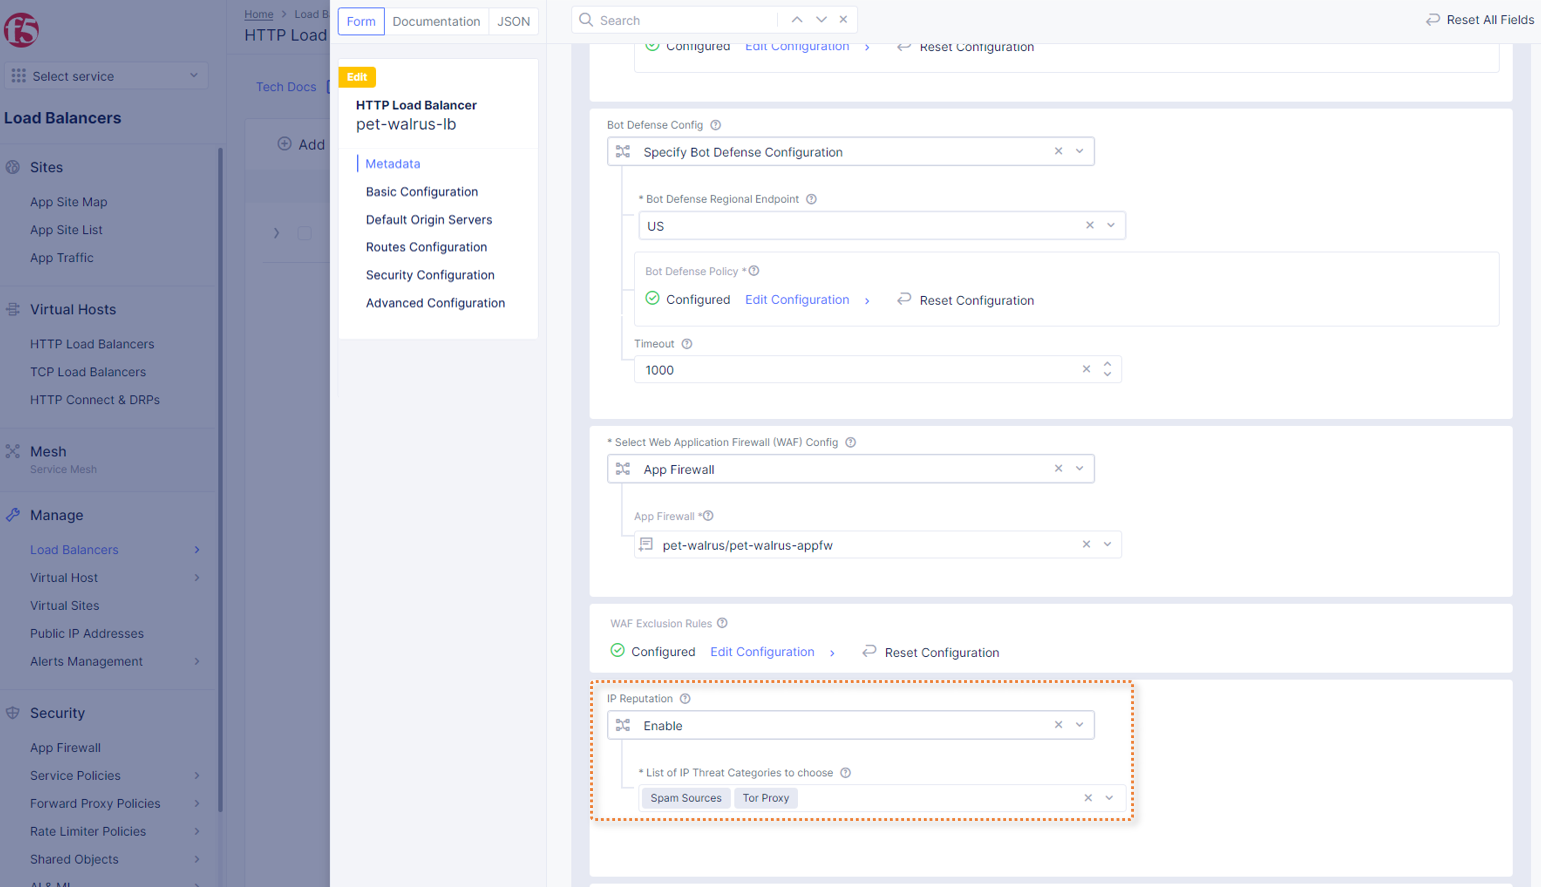 f5
Select service
Load Balancers
Sites
App Site Map
App Site List
App Traffic
Virtual Hosts
HTTP Load Balancers
TCP Load Balancers
HTTP Connect & DRPs
Mesh
Service Mesh
Manage
Load Balancers
Virtual Host
Virtual Sites
Public IP Addresses
Alerts Management
Security
App Firewall
Service Policies
Forward Proxy Policies
Rate Limiter Policies
Shared Objects
AI & ML
Home > Load B
HTTP Load
Tech Docs
Add
Form Documentation JSON
Edit
HTTP Load Balancer
pet-walrus-lb
Metadata
Basic Configuration
Default Origin Servers
Routes Configuration
Security Configuration
Advanced Configuration
Search
Reset All Fields
Configured Edit Configuration > Reset Configuration
Bot Defense Config
Specify Bot Defense Configuration
* Bot Defense Regional Endpoint
US
Bot Defense Policy *
Configured Edit Configuration > Reset Configuration
Timeout
1000
* Select Web Application Firewall (WAF) Config
App Firewall
App Firewall *
pet-walrus/pet-walrus-appfw
WAF Exclusion Rules
Configured Edit Configuration > Reset Configuration
IP Reputation
Enable
* List of IP Threat Categories to choose
Spam Sources Tor Proxy